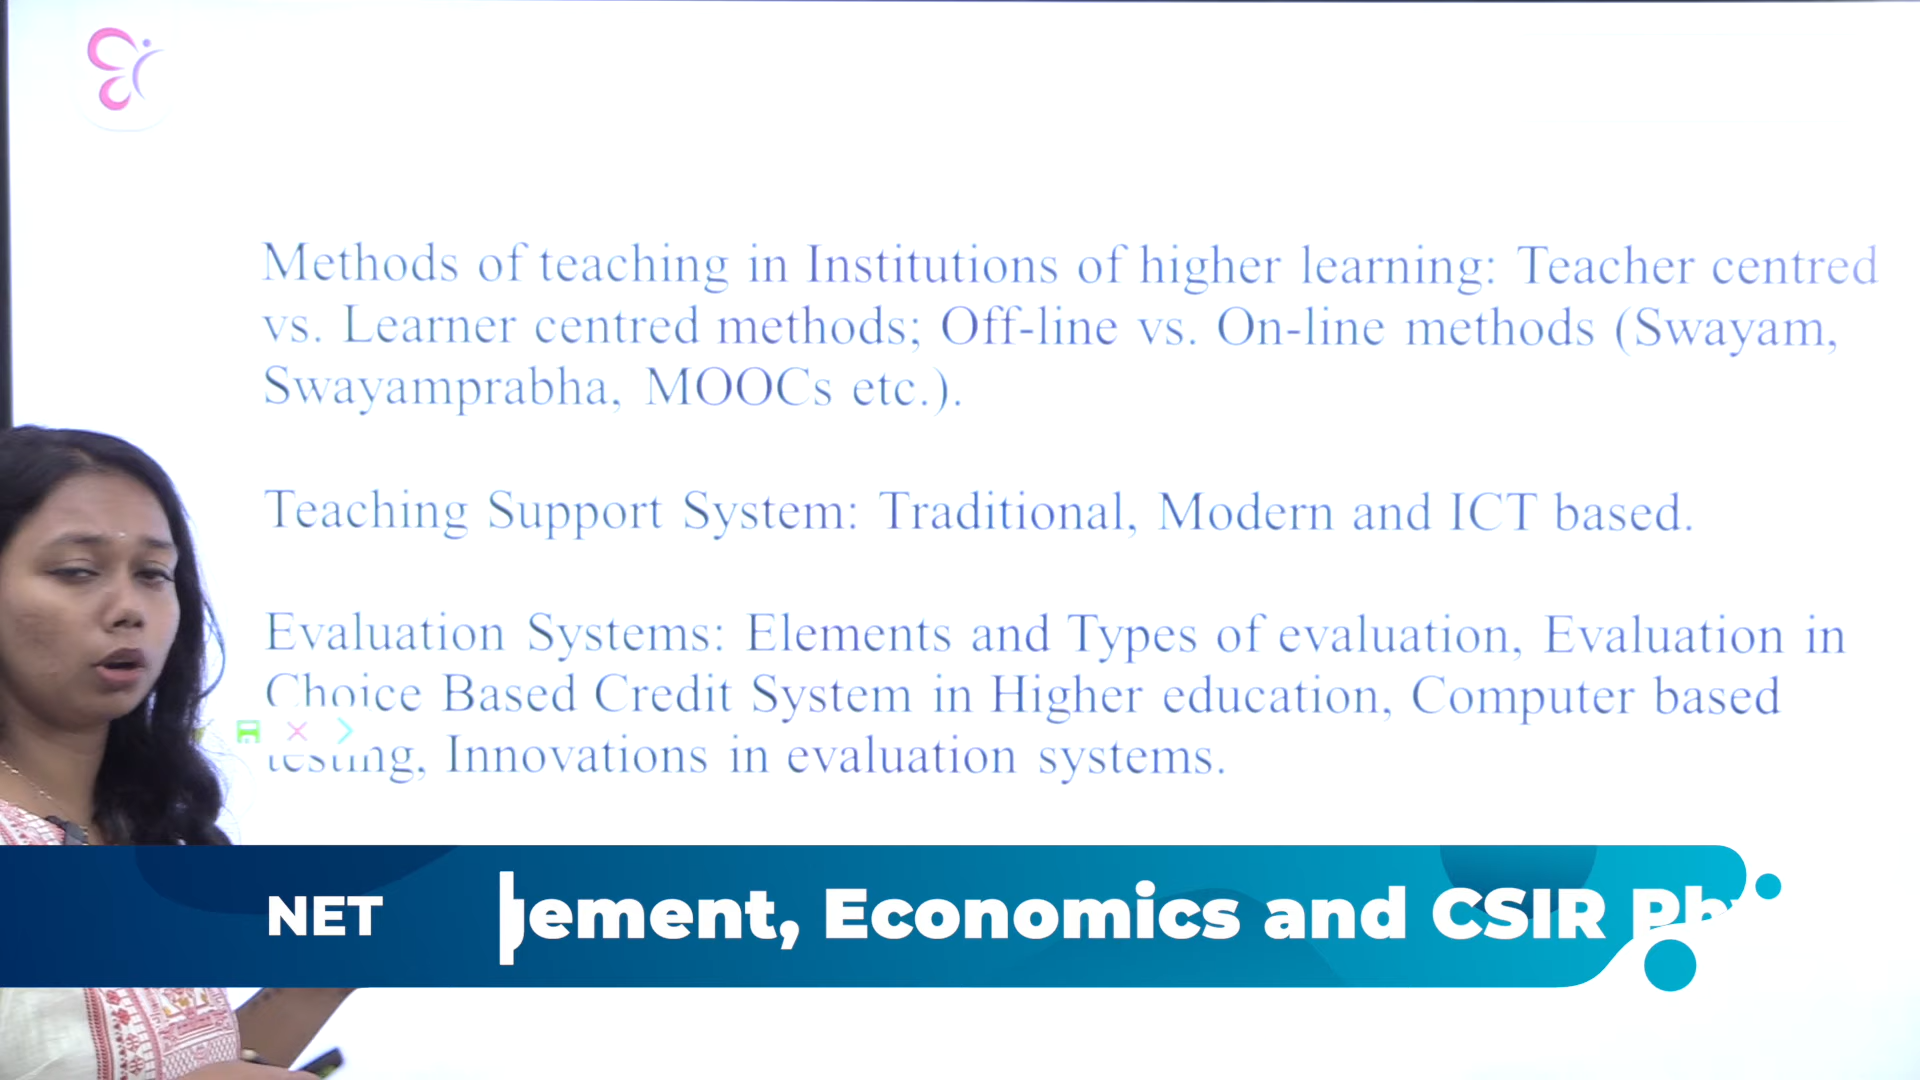 Methods of teaching in Institutions of higher learning: Teacher centred
vs. Learner centred methods; Off-line vs. On-line methods (Swayam,
Swayamprabha, MOOCs etc.).
Teaching Support System: Traditional, Modern and ICT based.
Evaluation Systems: Elements and Types of evaluation, Evaluation in
Choice Based Credit System in Higher education, Computer based
testing, Innovations in evaluation systems.
NET
ement, Economics and CSIR